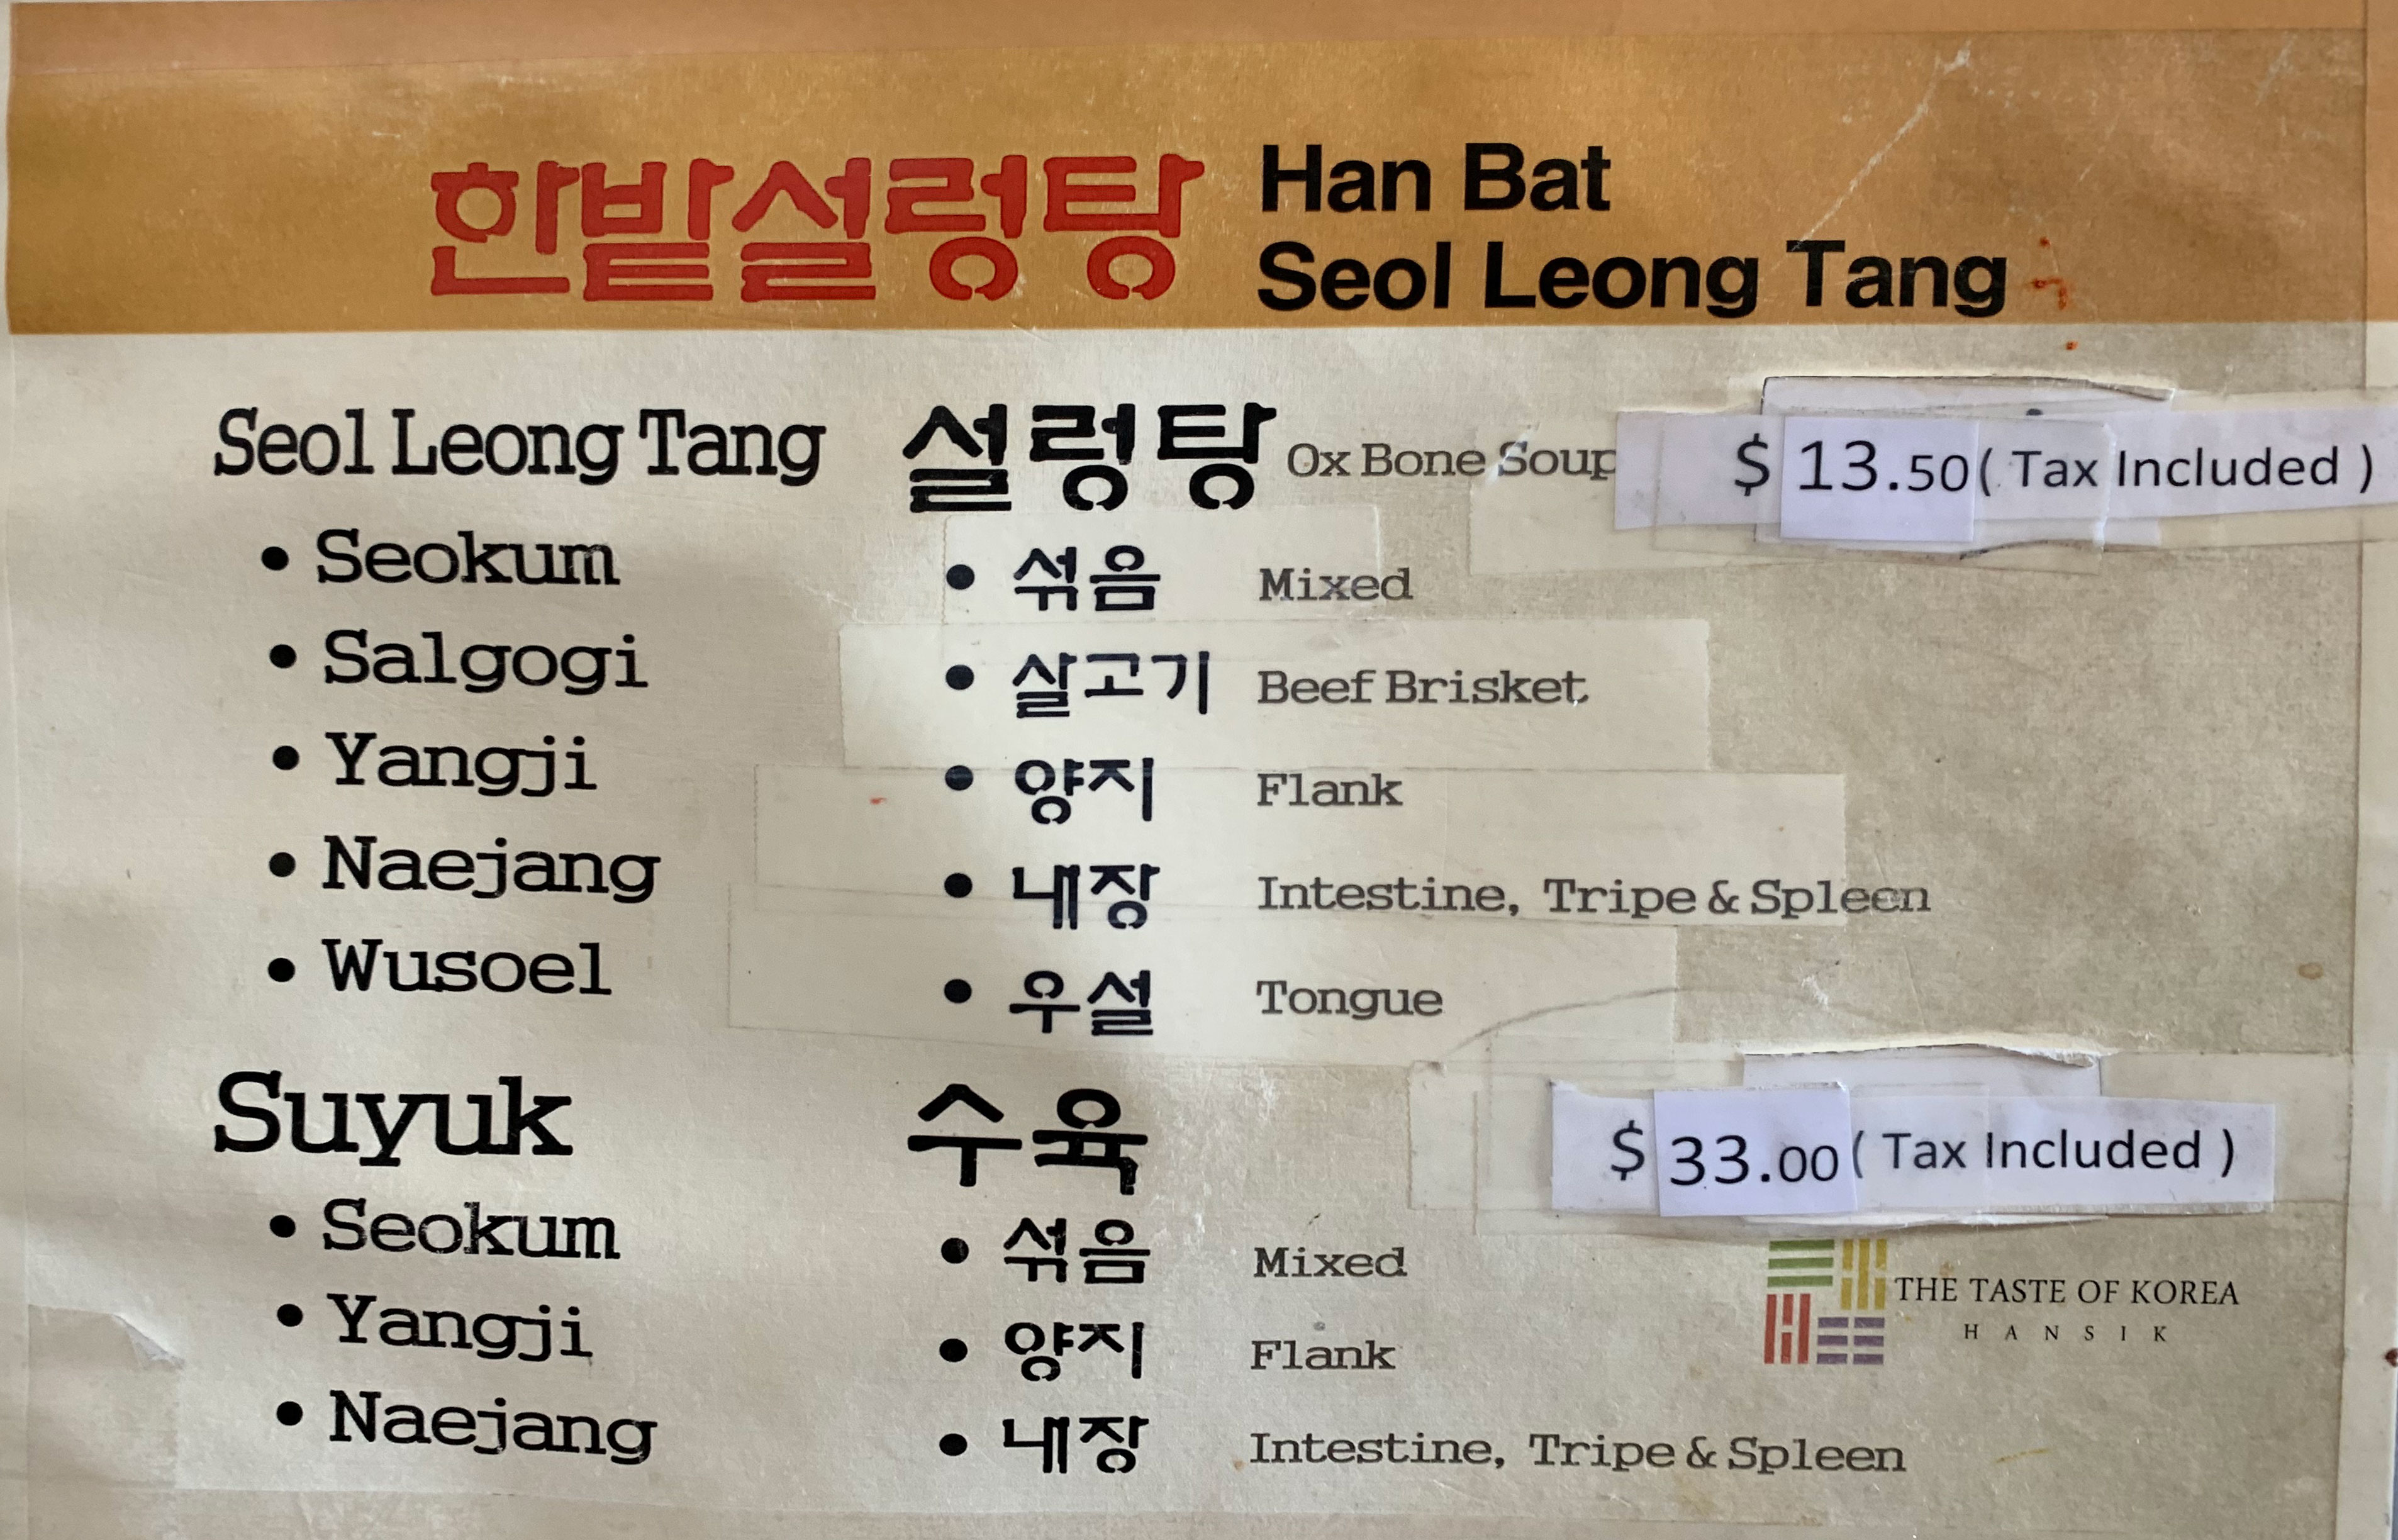 한밭설렁탕 Han Bat
Seol Leong Tang
Seol Leong Tang 설렁탕 Ox Bone Soup $ 13.50 ( Tax Included )
• Seokum • 섞음 Mixed
• Salgogi • 살고기 Beef Brisket
• Yangji • 양지 Flank
• Naejang • 내장 Intestine, Tripe & Spleen
• Wusoel • 우설 Tongue
Suyuk 수육 $ 33.00 ( Tax Included )
• Seokum • 섞음 Mixed
THE TASTE OF KOREA
HANSIK
• Yangji • 양지 Flank
• Naejang • 내장 Intestine, Tripe & Spleen